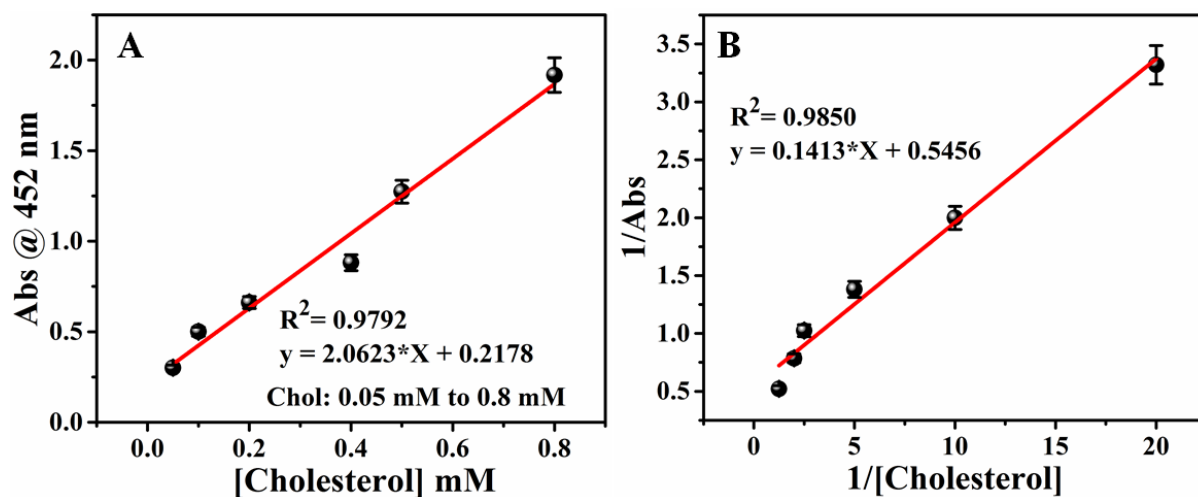 A
Abs @ 452 nm
2.0
1.5
1.0
0.5
0.0
R²= 0.9792
y = 2.0623*X + 0.2178
Chol: 0.05 mM to 0.8 mM
0.0 0.2 0.4 0.6 0.8
[Cholesterol] mM
B
1/Abs
3.5
3.0
2.5
2.0
1.5
1.0
0.5
R²= 0.9850
y = 0.1413*X + 0.5456
0 5 10 15 20
1/[Cholesterol]